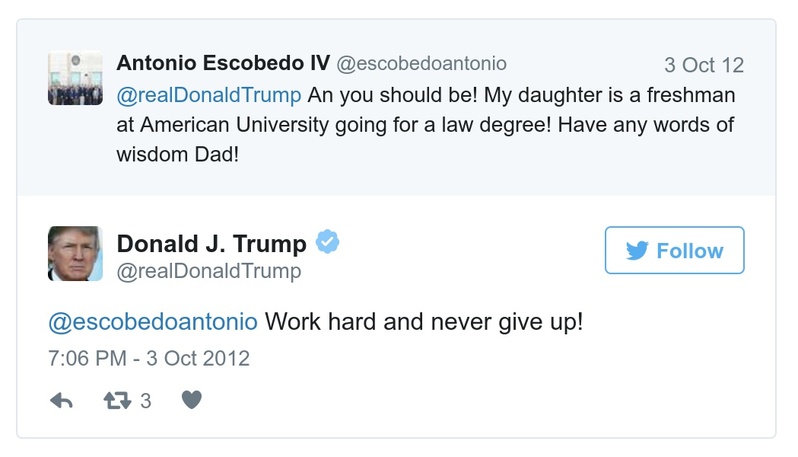 Antonio Escobedo IV @escobedoantonio 3 Oct 12
@realDonaldTrump An you should be! My daughter is a freshman
at American University going for a law degree! Have any words of
wisdom Dad!
Donald J. Trump
@realDonaldTrump
Follow
@escobedoantonio Work hard and never give up!
7:06 PM - 3 Oct 2012
3